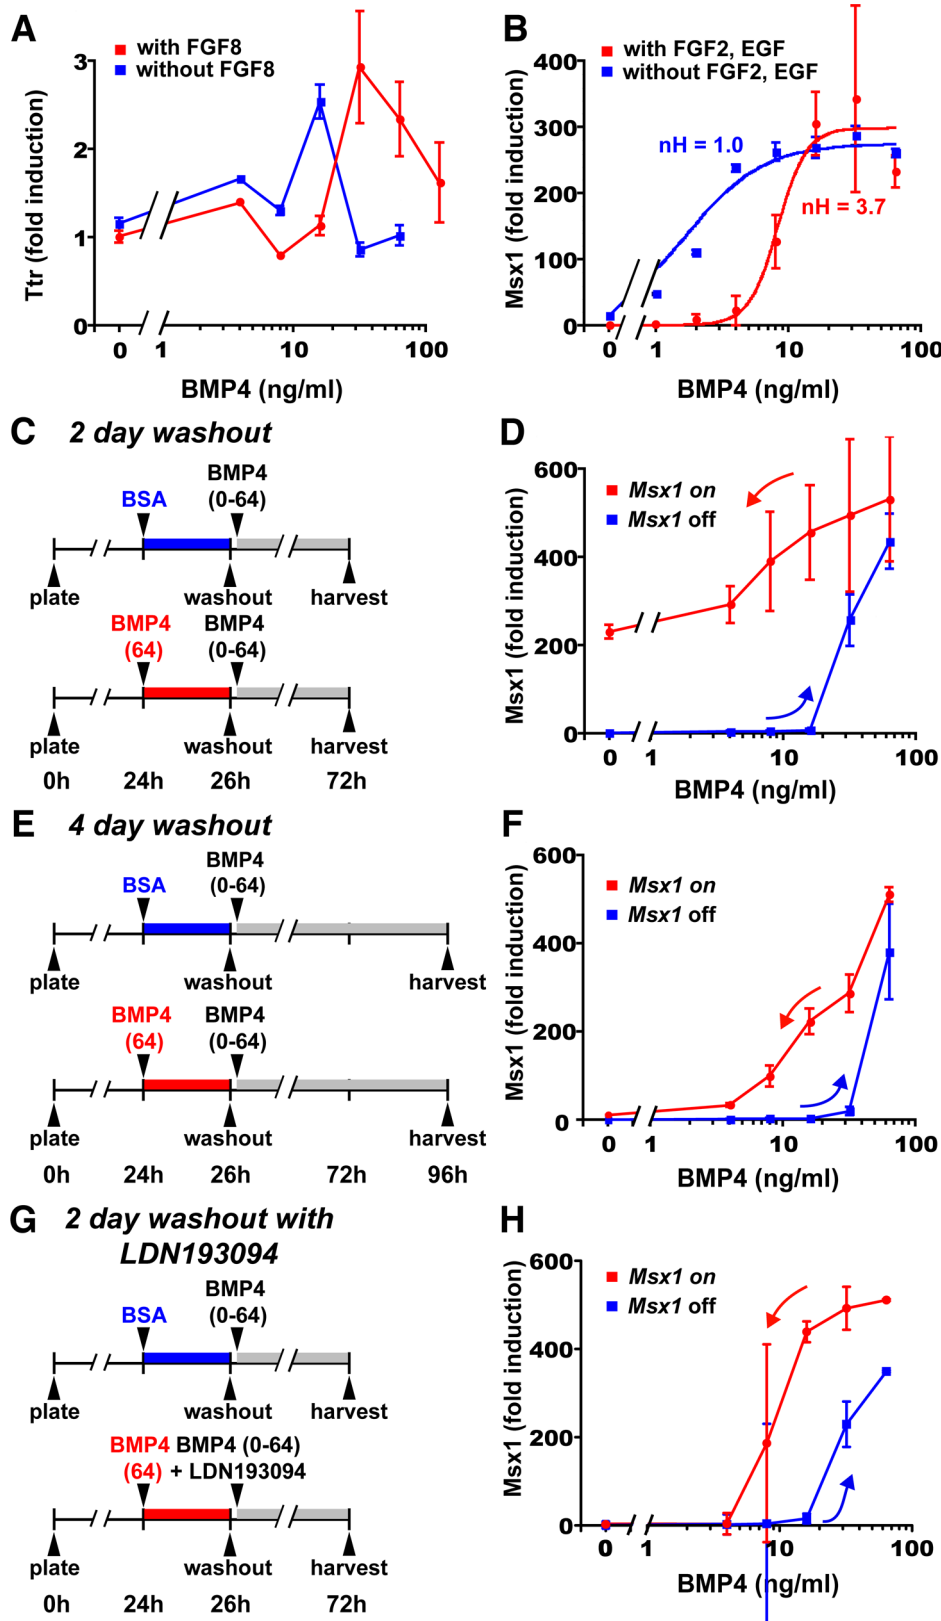 A
with FGF8
without FGF8
Ttr (fold induction)
3
2
1
0
0 1 10 100
BMP4 (ng/ml)
B
with FGF2, EGF
without FGF2, EGF
Msx1 (fold induction)
400
300
200
100
0
nH = 1.0
nH = 3.7
0 1 10 100
BMP4 (ng/ml)
C 2 day washout
BMP4
(0-64)
BSA
plate washout harvest
BMP4
(64)
BMP4
(0-64)
plate washout harvest
0h 24h 26h 72h
D
Msx1 on
Msx1 off
Msx1 (fold induction)
600
400
200
0
0 1 10 100
BMP4 (ng/ml)
E 4 day washout
BMP4
(0-64)
BSA
plate washout harvest
BMP4
(64)
BMP4
(0-64)
plate washout harvest
0h 24h 26h 72h 96h
F
Msx1 on
Msx1 off
Msx1 (fold induction)
600
400
200
0
0 1 10 100
BMP4 (ng/ml)
G 2 day washout with
LDN193094
BMP4
(0-64)
BSA
plate washout harvest
BMP4 BMP4 (0-64)
(64) + LDN193094
plate washout harvest
0h 24h 26h 72h
H
Msx1 on
Msx1 off
Msx1 (fold induction)
600
400
200
0
0 1 10 100
BMP4 (ng/ml)